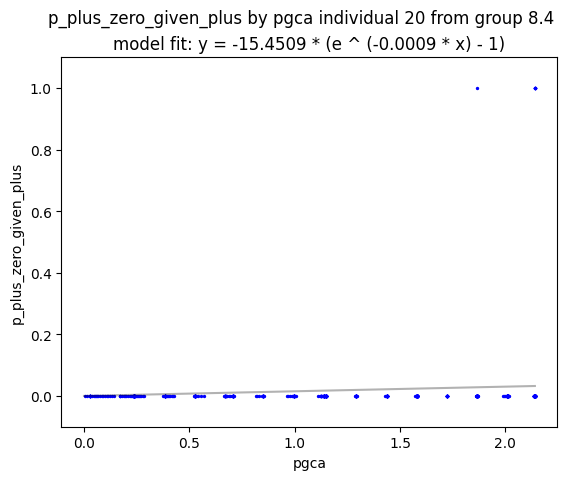 p_plus_zero_given_plus by pgca individual 20 from group 8.4
model fit: y = -15.4509 * (e ^ (-0.0009 * x) - 1)
1.0
0.8
0.6
0.4
0.2
0.0
p_plus_zero_given_plus
0.0 0.5 1.0 1.5 2.0
pgca